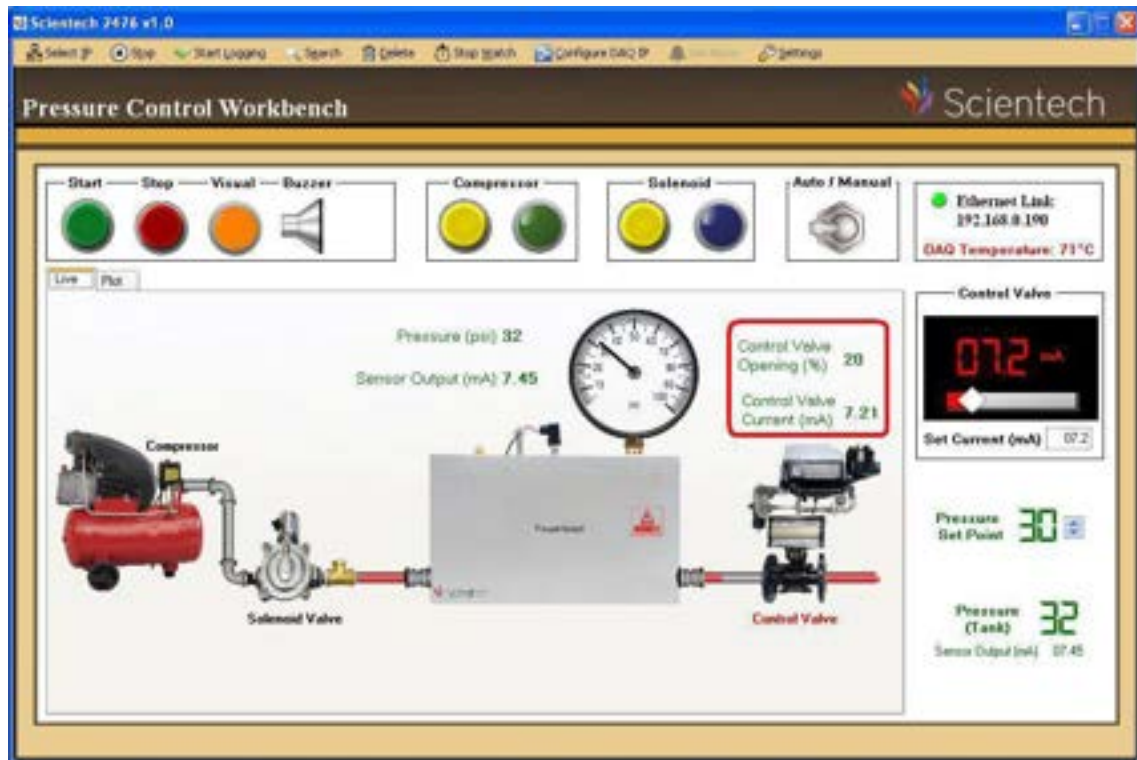 Scientech 2476 v1.0
Select IP Stop Start Logging Search Delete Stop Watch Configure DAQ IP Settings
Pressure Control Workbench
Scientech
Start Stop Visual Buzzer Compressor Solenoid Auto / Manual
Ethernet Link:
192.168.0.190
DAQ Temperature: 71°C
Live Plot
Control Valve
07.2 mA
Set Current (mA) 07.2
Pressure (psi) 32
Sensor Output (mA) 7.45
Control Valve
Opening (%) 20
Control Valve
Current (mA) 7.21
Compressor
Solenoid Valve
Control Valve
Pressure
Set Point 30
Pressure
(Tank) 32
Sensor Output (mA) 07.45